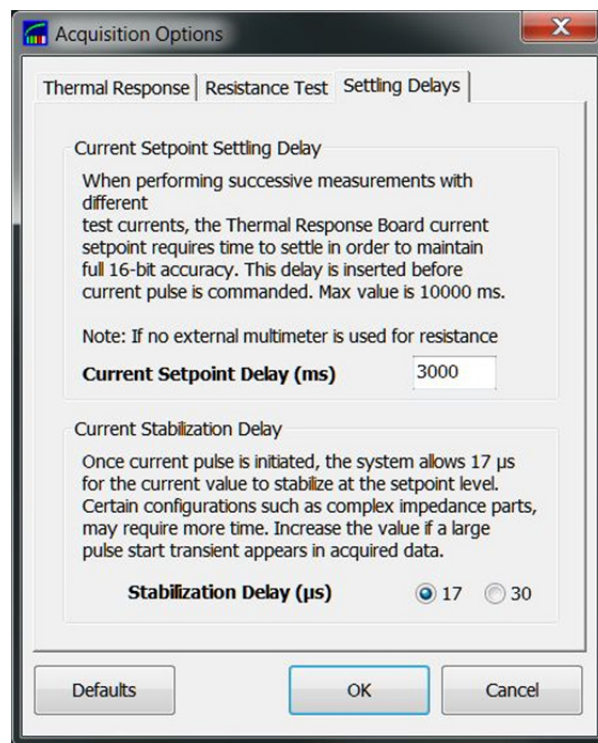 Acquisition Options
Thermal Response
Resistance Test
Settling Delays
Current Setpoint Settling Delay
When performing successive measurements with
different
test currents, the Thermal Response Board current
setpoint requires time to settle in order to maintain
full 16-bit accuracy. This delay is inserted before
current pulse is commanded. Max value is 10000 ms.
Note: If no external multimeter is used for resistance
Current Setpoint Delay (ms) 3000
Current Stabilization Delay
Once current pulse is initiated, the system allows 17 µs
for the current value to stabilize at the setpoint level.
Certain configurations such as complex impedance parts,
may require more time. Increase the value if a large
pulse start transient appears in acquired data.
Stabilization Delay (µs) 17 30
Defaults OK Cancel